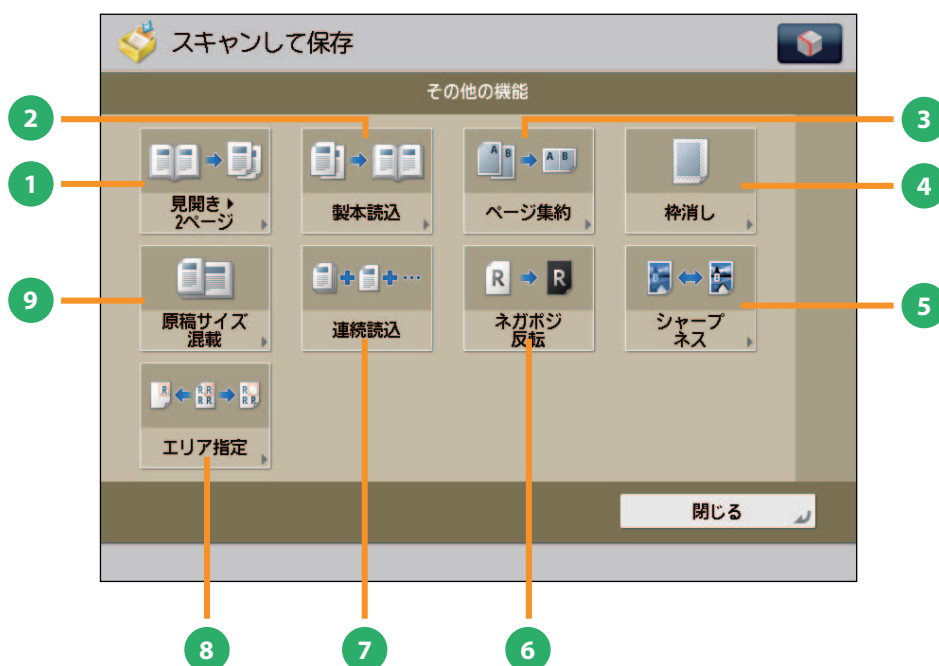 スキャンして保存
その他の機能
2
3
1
4
A B
A B
見開き
2ページ
製本読込
ページ集約
枠消し
9
5
R
R
B
B
原稿サイズ
混載
連続読込
ネガポジ
反転
シャープ
ネス
R
R R
R R
R
R R
エリア指定
閉じる
8
7
6